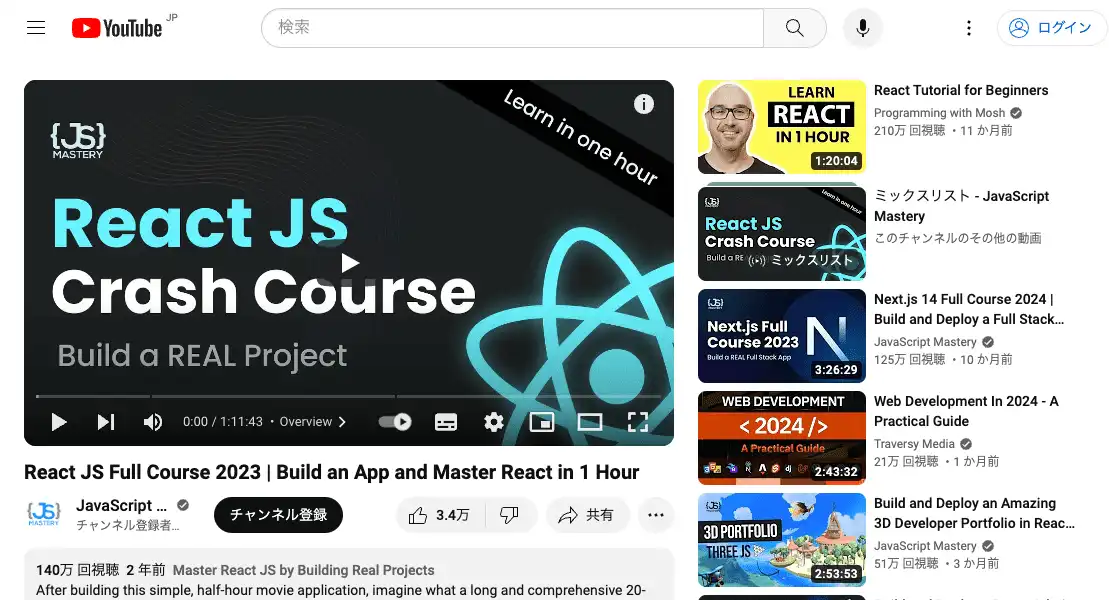 YouTube JP
検索
ログイン
Learn in one hour
{JS}
MASTERY
React JS
Crash Course
Build a REAL Project
0:00 / 1:11:43 • Overview
React JS Full Course 2023 | Build an App and Master React in 1 Hour
JavaScript ...
チャンネル登録者...
チャンネル登録
3.4万
共有
140万 回視聴 2 年前 Master React JS by Building Real Projects
After building this simple, half-hour movie application, imagine what a long and comprehensive 20-
LEARN
REACT
IN 1 HOUR
1:20:04
React Tutorial for Beginners
Programming with Mosh
210万 回視聴 ・11 か月前
Learn in one hour
{JS}
React JS
Crash Course
Build a RE
ミックスリスト
ミックスリスト - JavaScript
Mastery
このチャンネルのその他の動画
{JS}
Next.js Full
Course 2023
Build a REAL Full Stack App
3:26:29
Next.js 14 Full Course 2024 |
Build and Deploy a Full Stack...
JavaScript Mastery
125万 回視聴 ・10 か月前
WEB DEVELOPMENT
< 2024 />
A Practical Guide
2:43:32
Web Development In 2024 - A
Practical Guide
Traversy Media
21万 回視聴 ・1 か月前
{JS}
3D PORTFOLIO
THREE JS
2:53:53
Build and Deploy an Amazing
3D Developer Portfolio in Reac...
JavaScript Mastery
51万 回視聴 ・3 か月前